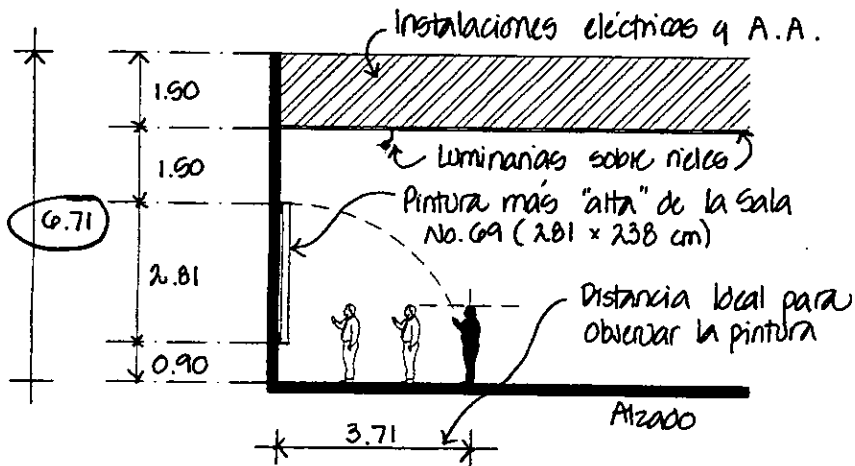 Instalaciones eléctricas y A.A.
1.50
1.50
Luminarias sobre rieles
Pintura más "alta" de la Sala
No. 69 (281 x 238 cm)
6.71
2.81
Distancia ideal para
observar la pintura
0.90
Alzado
3.71